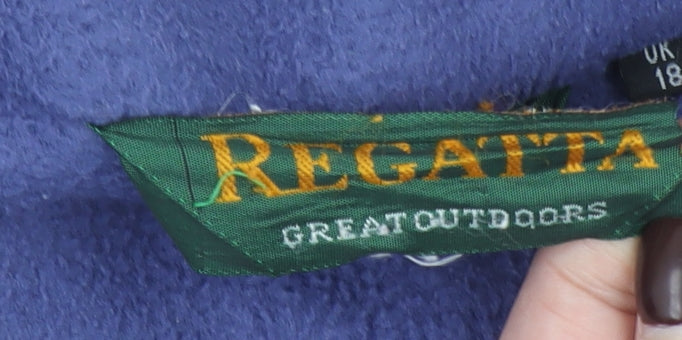 REGATTA
GREAT OUTDOORS
UK
18